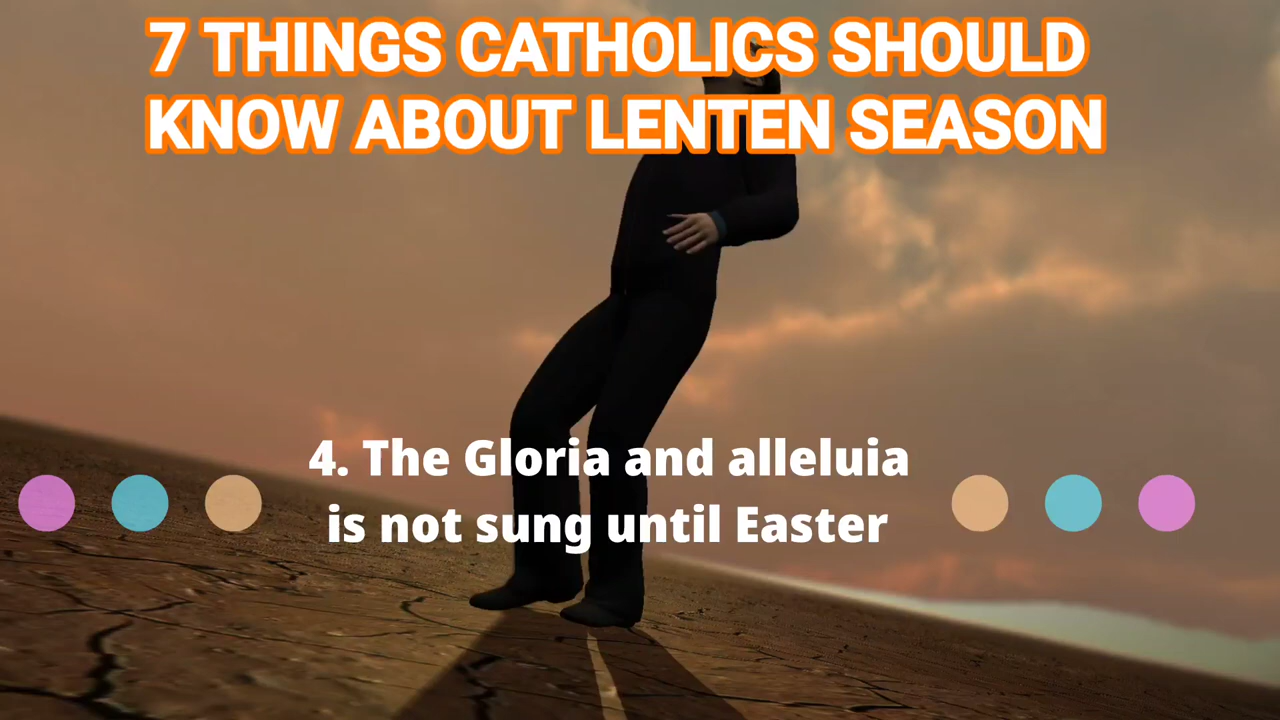 7 THINGS CATHOLICS SHOULD
KNOW ABOUT LENTEN SEASON
4. The Gloria and alleluia
is not sung until Easter